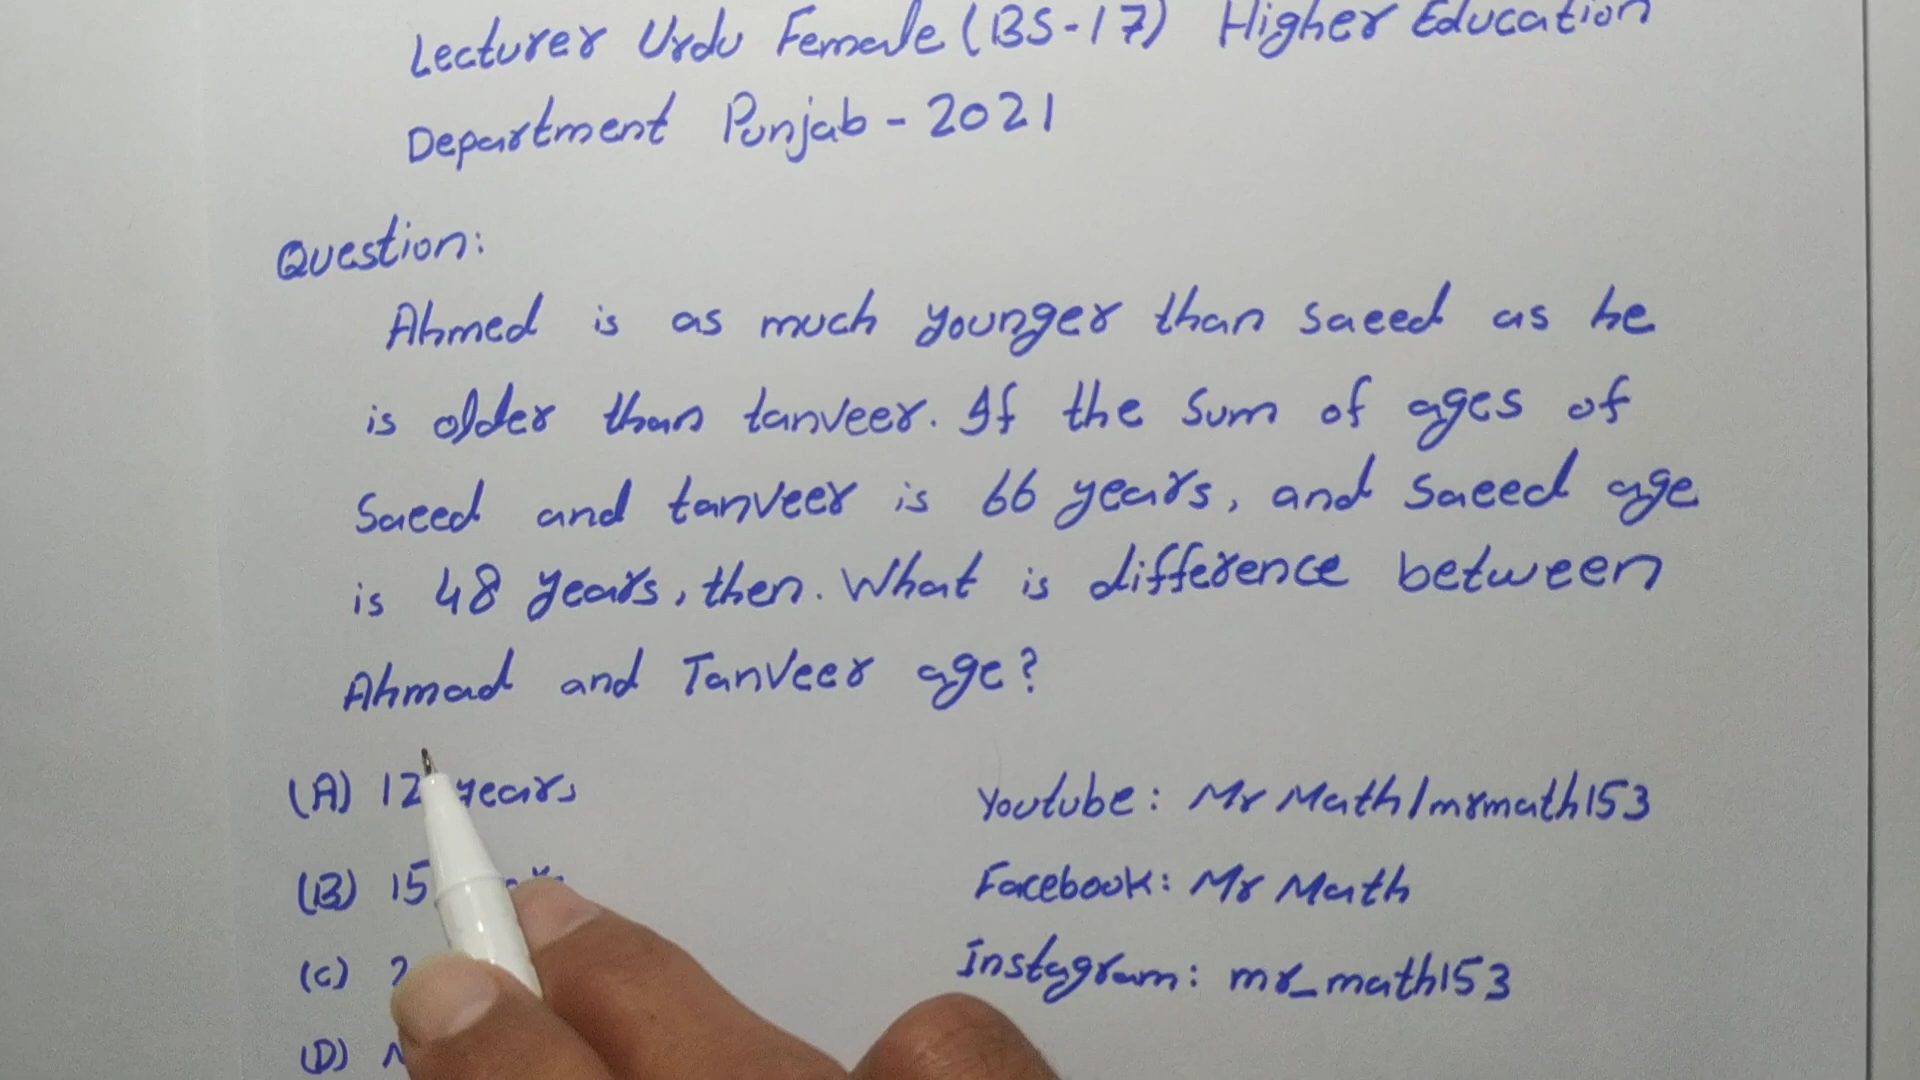 Lecturer Urdu Female (BS-17) Higher Education
Department Punjab - 2021
Question:
Ahmed is as much younger than saeed as he
is older than tanveer. If the sum of ages of
Saeed and tanveer is 66 years, and saeed age
is 48 years, then. What is difference between
Ahmad and Tanveer age?
(A) 12 years
(B) 15
(C)
(D)
Youtube: Mr Math/mrmath153
Facebook: Mr Math
Instagram: mr_math153